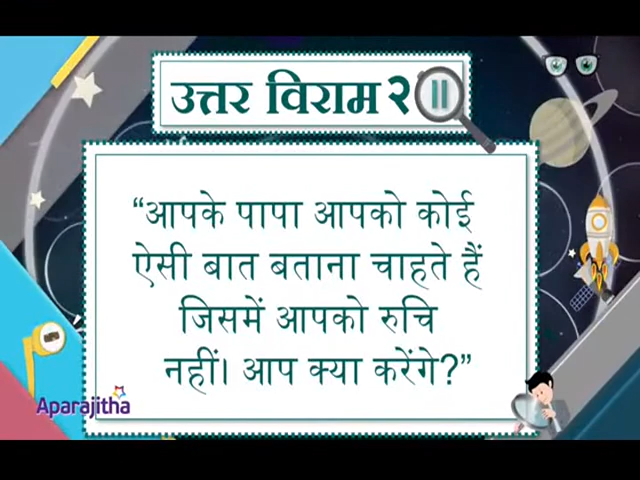 उत्तर विराम २
“आपके पापा आपको कोई
ऐसी बात बताना चाहते हैं
जिसमें आपको रुचि
नहीं। आप क्या करेंगे?”
Aparajitha